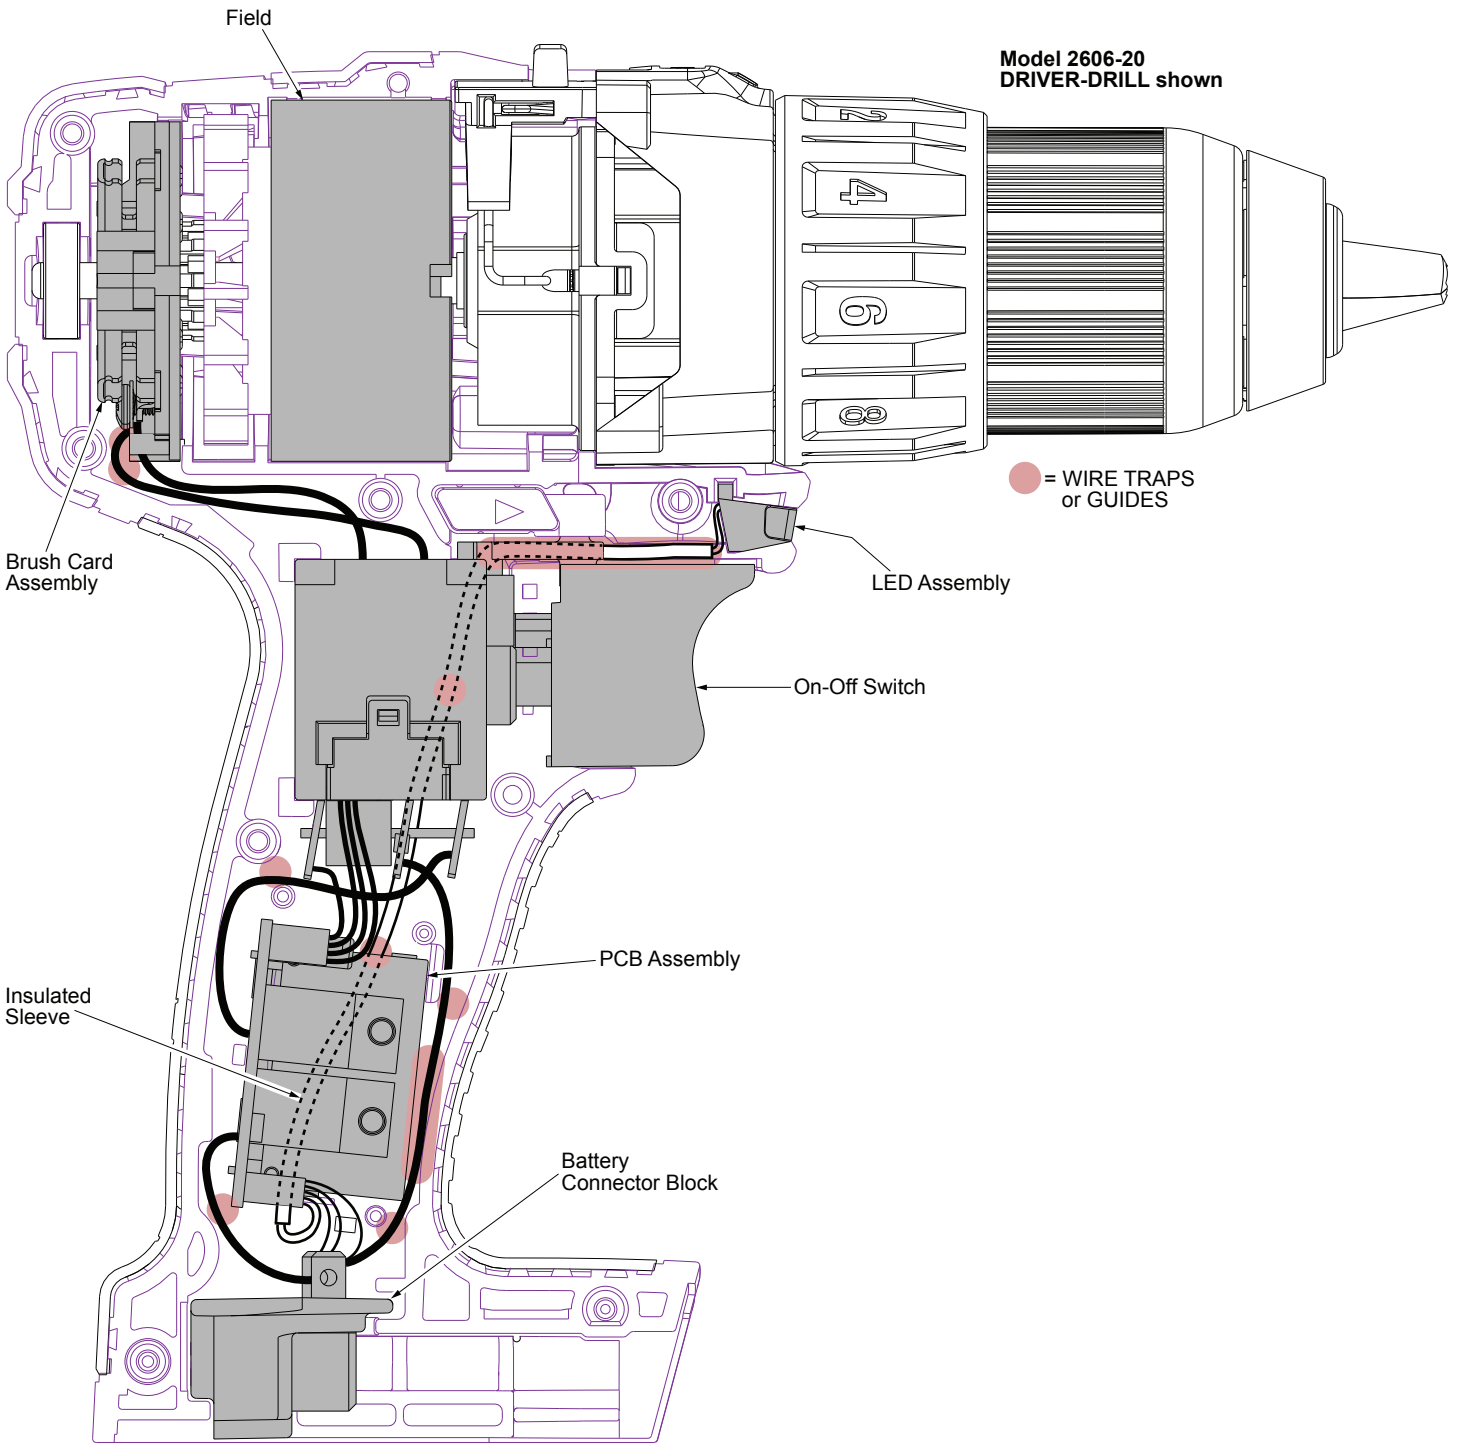 Field
Model 2606-20
DRIVER-DRILL shown
2
4
6
8
= WIRE TRAPS
or GUIDES
Brush Card
Assembly
LED Assembly
On-Off Switch
PCB Assembly
Insulated
Sleeve
Battery
Connector Block